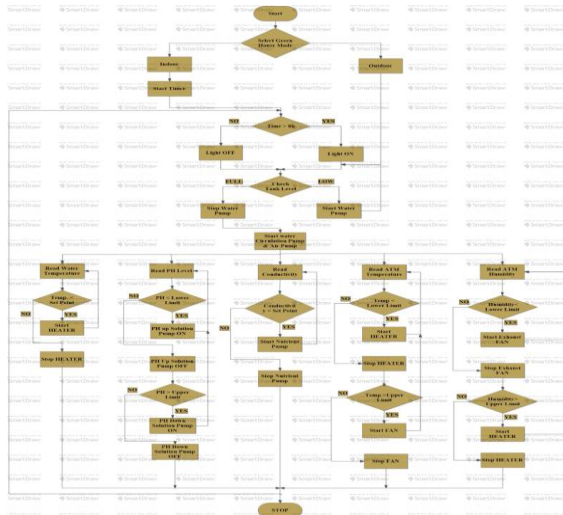 Start
Select Green
House Mode
Indoor
Outdoor
Start Timer
Time > 6h
NO
YES
Light OFF
Light ON
Check
Tank Level
FULL
LOW
Stop Water
Pump
Start Water
Pump
Start water
Circulation Pump
& Air Pump
Read Water
Temperature
Temp. <
Set Point
NO
YES
Start
HEATER
Stop HEATER
Read PH Level
PH < Lower
Limit
NO
YES
PH up Solution
Pump ON
PH Up Solution
Pump OFF
PH > Upper
Limit
NO
YES
PH Down
Solution Pump
ON
PH Down
Solution Pump
OFF
Read
Conductivity
Conductivit
y < Set Point
NO
YES
Start Nutrient
Pump
Stop Nutrient
Pump
Read ATM
Temperature
Temp <
Lower Limit
NO
YES
Start
HEATER
Stop HEATER
Temp >Upper
Limit
NO
YES
Start FAN
Stop FAN
Read ATM
Humidity
Humidity<
Lower Limit
NO
YES
Start Exhaust
FAN
Stop Exhaust
FAN
Humidity>
Upper Limit
NO
YES
Start
HEATER
Stop HEATER
STOP